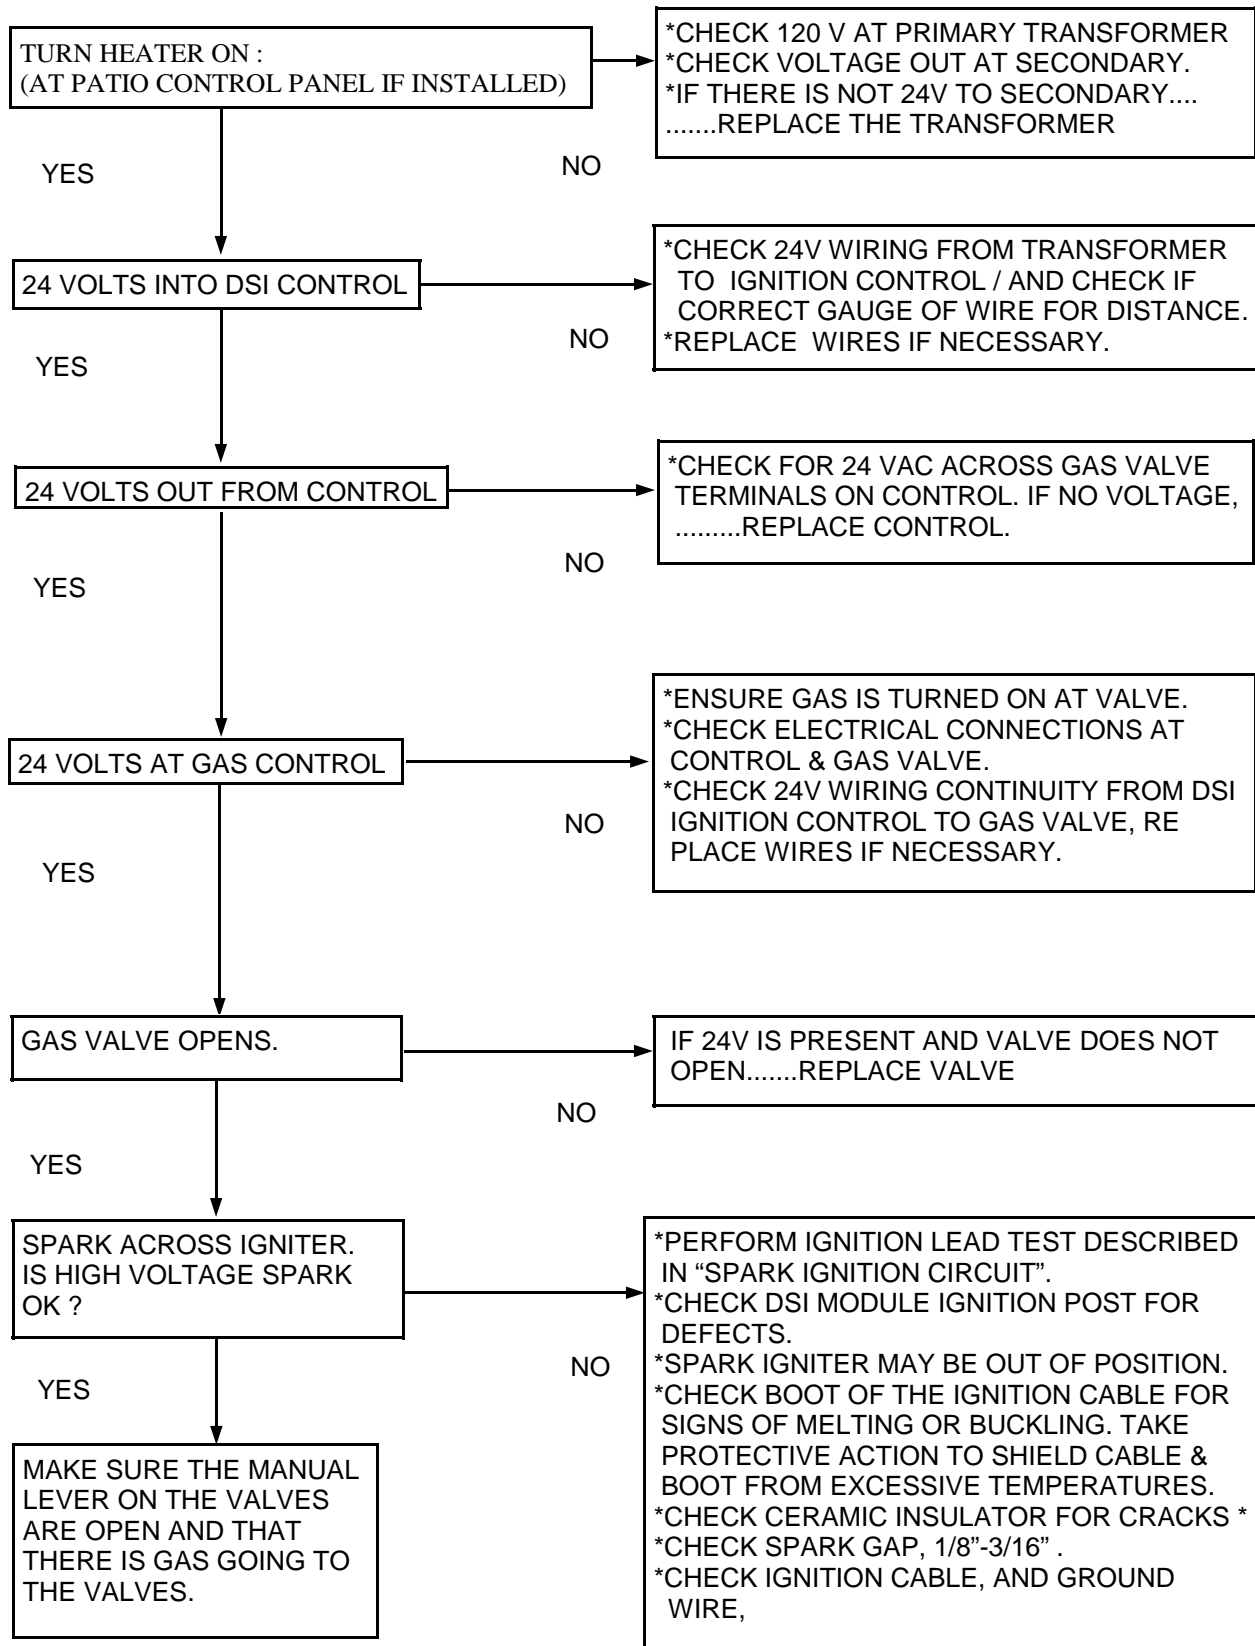 TURN HEATER ON :
(AT PATIO CONTROL PANEL IF INSTALLED)
*CHECK 120 V AT PRIMARY TRANSFORMER
*CHECK VOLTAGE OUT AT SECONDARY.
*IF THERE IS NOT 24V TO SECONDARY....
.......REPLACE THE TRANSFORMER
YES
NO
24 VOLTS INTO DSI CONTROL
*CHECK 24V WIRING FROM TRANSFORMER
TO IGNITION CONTROL / AND CHECK IF
CORRECT GAUGE OF WIRE FOR DISTANCE.
*REPLACE WIRES IF NECESSARY.
YES
NO
24 VOLTS OUT FROM CONTROL
*CHECK FOR 24 VAC ACROSS GAS VALVE
TERMINALS ON CONTROL. IF NO VOLTAGE,
.........REPLACE CONTROL.
YES
NO
24 VOLTS AT GAS CONTROL
*ENSURE GAS IS TURNED ON AT VALVE.
*CHECK ELECTRICAL CONNECTIONS AT
CONTROL & GAS VALVE.
*CHECK 24V WIRING CONTINUITY FROM DSI
IGNITION CONTROL TO GAS VALVE, RE
PLACE WIRES IF NECESSARY.
YES
NO
GAS VALVE OPENS.
IF 24V IS PRESENT AND VALVE DOES NOT
OPEN.......REPLACE VALVE
YES
NO
SPARK ACROSS IGNITER.
IS HIGH VOLTAGE SPARK
OK ?
*PERFORM IGNITION LEAD TEST DESCRIBED
IN “SPARK IGNITION CIRCUIT”.
*CHECK DSI MODULE IGNITION POST FOR
DEFECTS.
*SPARK IGNITER MAY BE OUT OF POSITION.
*CHECK BOOT OF THE IGNITION CABLE FOR
SIGNS OF MELTING OR BUCKLING. TAKE
PROTECTIVE ACTION TO SHIELD CABLE &
BOOT FROM EXCESSIVE TEMPERATURES.
*CHECK CERAMIC INSULATOR FOR CRACKS *
*CHECK SPARK GAP, 1/8”-3/16” .
*CHECK IGNITION CABLE, AND GROUND
WIRE,
YES
NO
MAKE SURE THE MANUAL
LEVER ON THE VALVES
ARE OPEN AND THAT
THERE IS GAS GOING TO
THE VALVES.